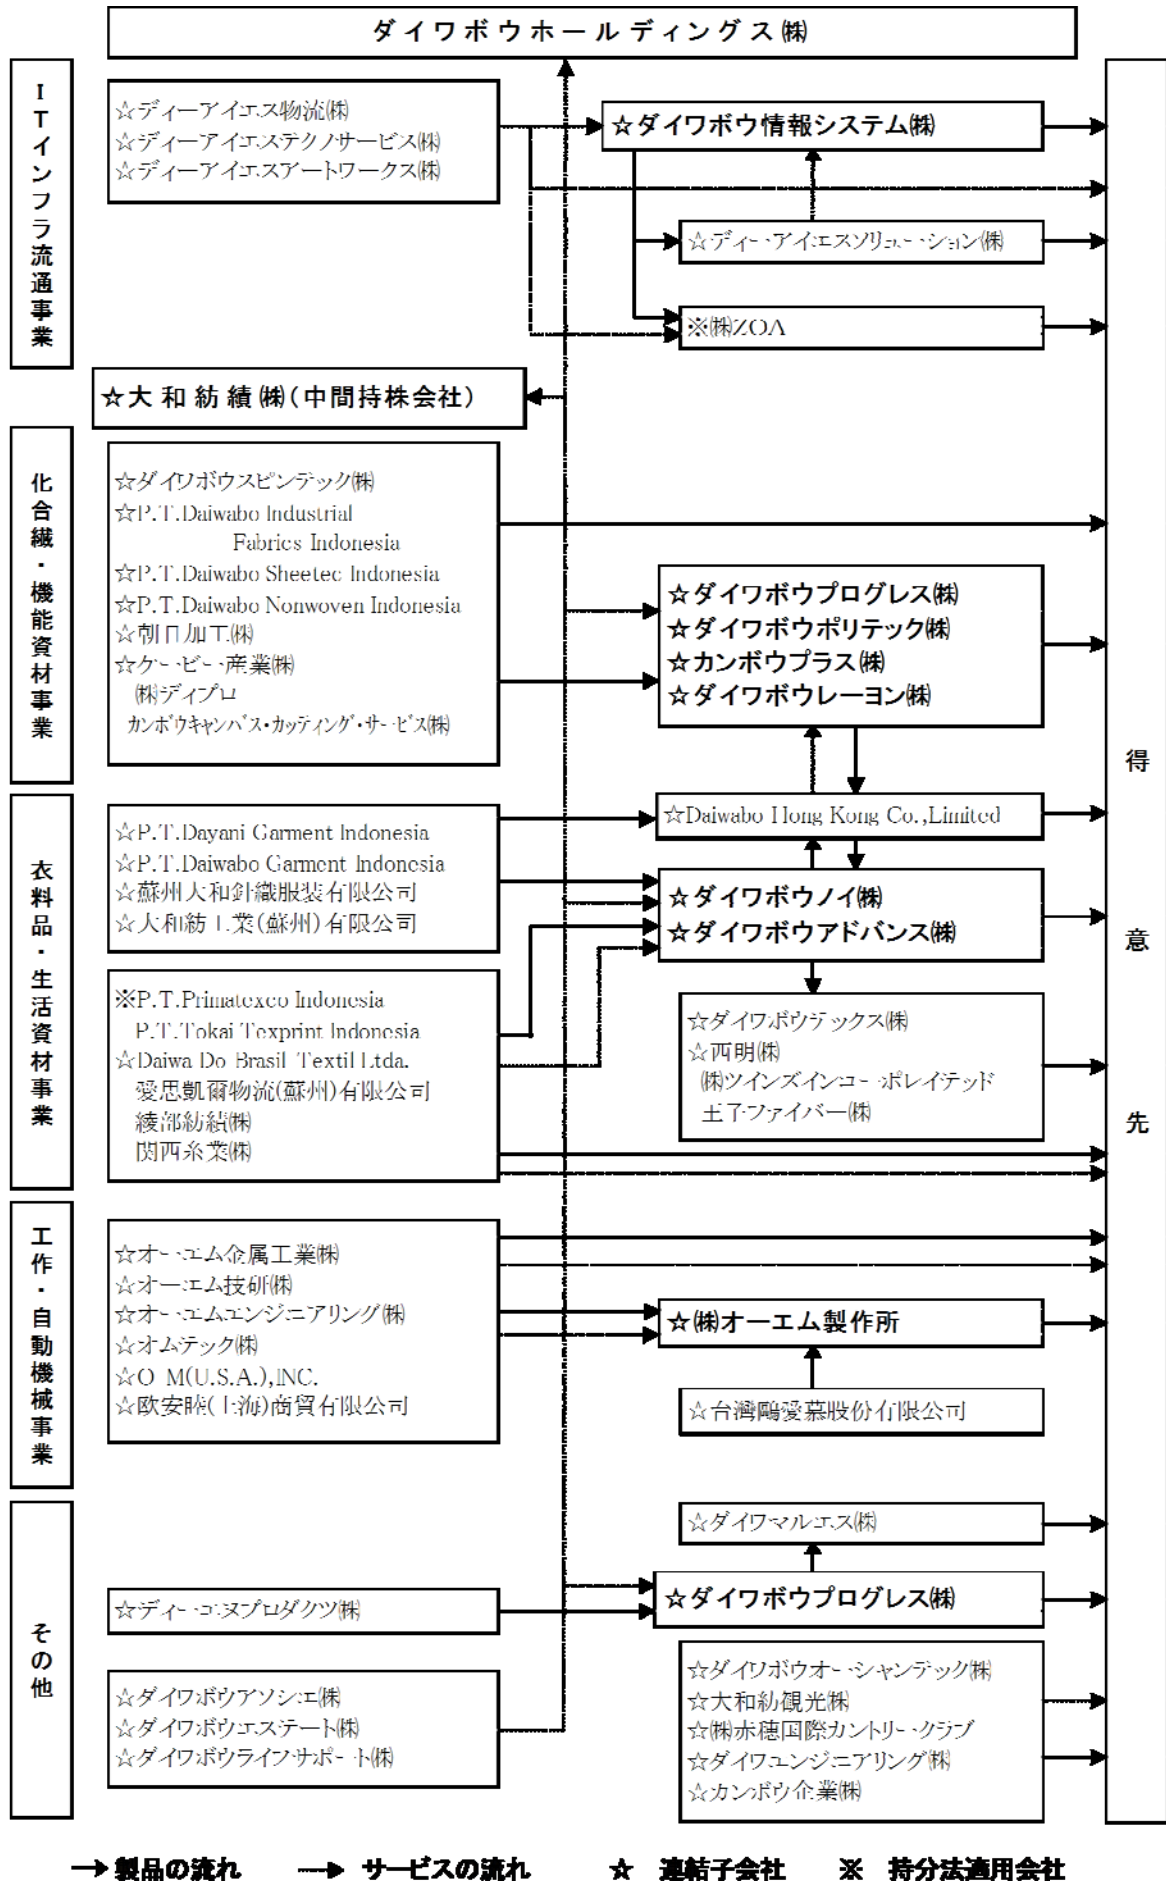 ダイワボウホールディングス㈱
ITインフラ流通事業
☆ディーアイエス物流㈱
☆ディーアイエステクノサービス㈱
☆ディーアイエスアートワークス㈱
☆ダイワボウ情報システム㈱
☆ディーアイエスソリューション㈱
※㈱ZOA
☆大和紡績㈱(中間持株会社)
化合繊・機能資材事業
☆ダイワボウスピンテック㈱
☆P.T.Daiwabo Industrial
Fabrics Indonesia
☆P.T.Daiwabo Sheetec Indonesia
☆P.T.Daiwabo Nonwoven Indonesia
☆朝日加工㈱
☆ケービー産業㈱
㈱ディプロ
カンボウキャンバス・カッティング・サービス㈱
☆ダイワボウプログレス㈱
☆ダイワボウポリテック㈱
☆カンボウプラス㈱
☆ダイワボウレーヨン㈱
☆Daiwabo Hong Kong Co.,Limited
衣料品・生活資材事業
☆P.T.Dayani Garment Indonesia
☆P.T.Daiwabo Garment Indonesia
☆蘇州大和針織服装有限公司
☆大和紡工業(蘇州)有限公司
☆ダイワボウノイ㈱
☆ダイワボウアドバンス㈱
※P.T.Primatexco Indonesia
P.T.Tokai Texprint Indonesia
☆Daiwa Do Brasil Textil Ltda.
愛思凱爾物流(蘇州)有限公司
綾部紡績㈱
関西糸業㈱
☆ダイワボウテックス㈱
☆西明㈱
㈱ツインズインコーポレイテッド
王子ファイバー㈱
工作・自動機械事業
☆オーエム金属工業㈱
☆オーエム技研㈱
☆オーエムエンジニアリング㈱
☆オムテック㈱
☆O-M(U.S.A.),INC.
☆欧安睦(上海)商貿有限公司
☆㈱オーエム製作所
☆台灣鷗愛慕股份有限公司
その他
☆ダイワマルエス㈱
☆ディーエヌプロダクツ㈱
☆ダイワボウプログレス㈱
☆ダイワボウアソシエ㈱
☆ダイワボウエステート㈱
☆ダイワボウライフサポート㈱
☆ダイワボウオーシャンテック㈱
☆大和紡観光㈱
☆㈱赤穂国際カントリークラブ
☆ダイワエンジニアリング㈱
☆カンボウ企業㈱
得意先
→ 製品の流れ ---► サービスの流れ ☆ 連結子会社 ※ 持分法適用会社